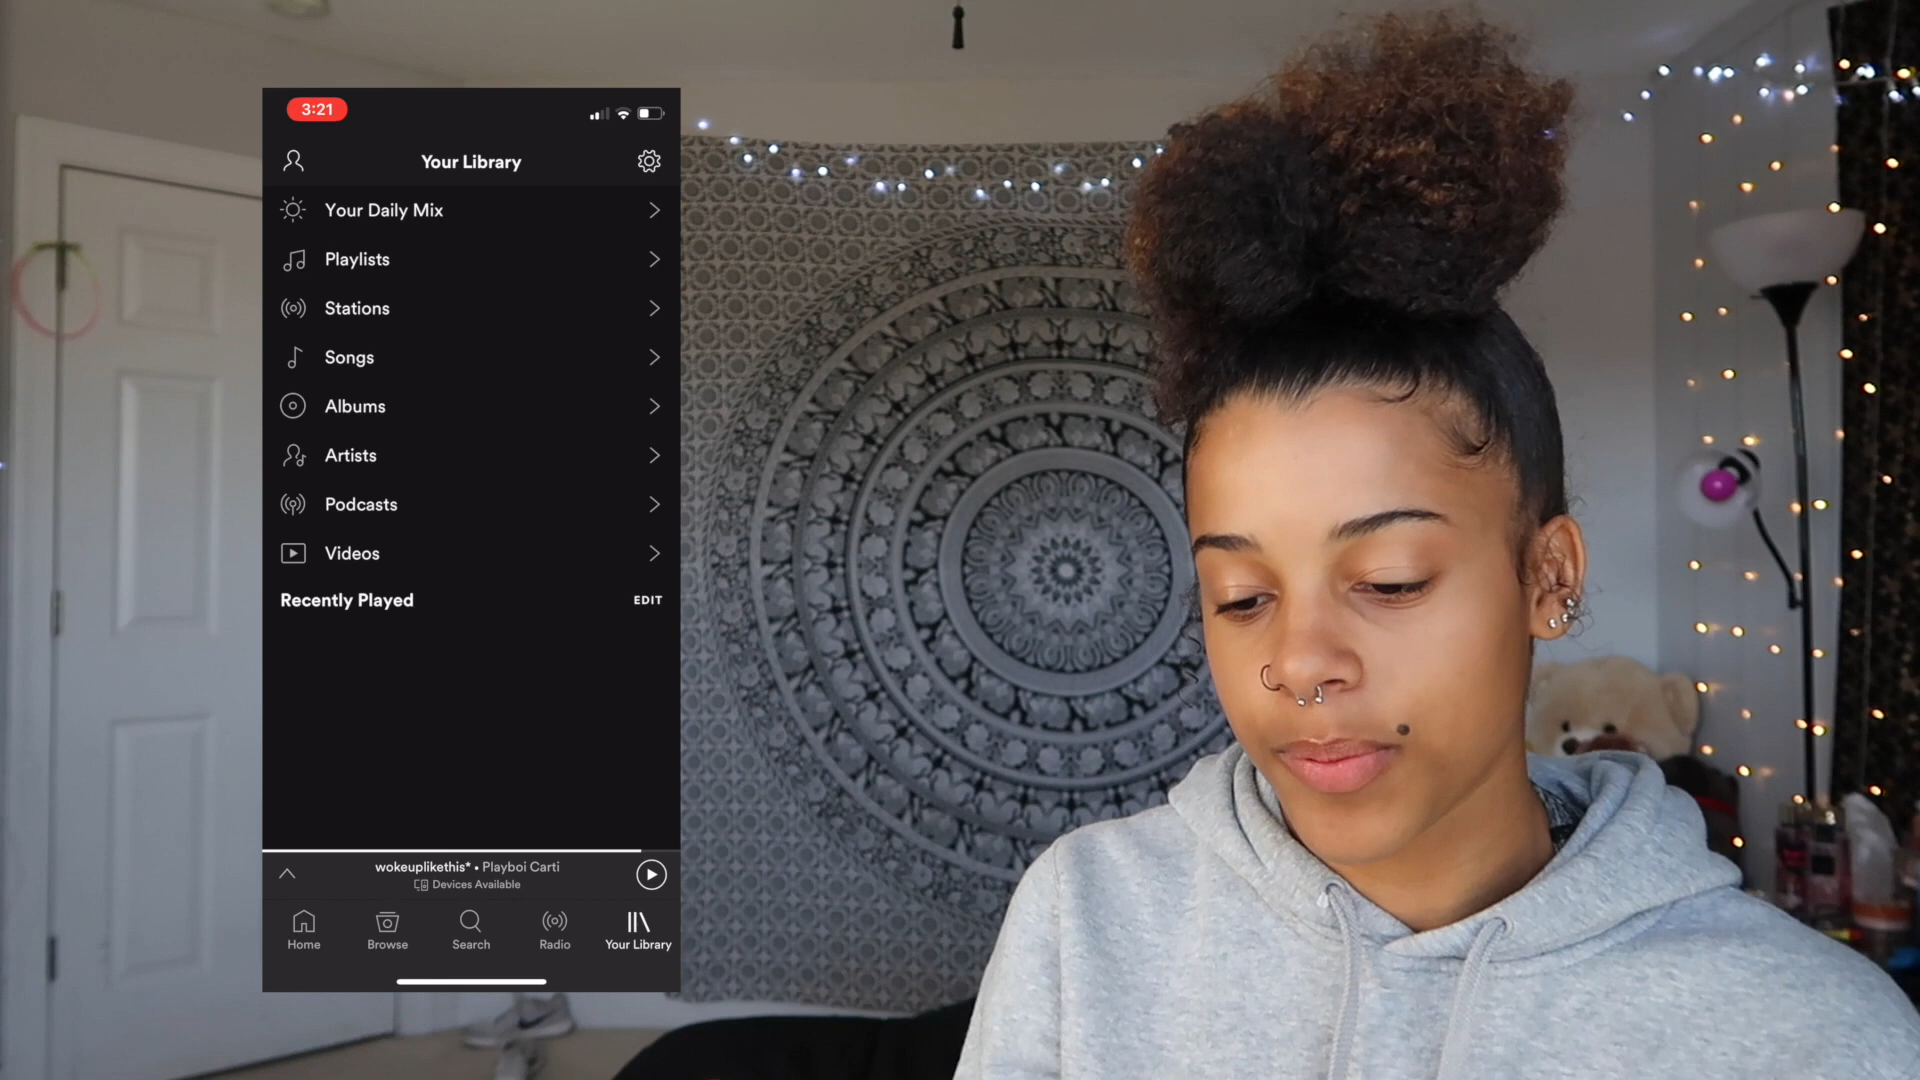 3:21
Your Library
Your Daily Mix
Playlists
Stations
Songs
Albums
Artists
Podcasts
Videos
Recently Played EDIT
wokeuplikethis* • Playboi Carti
Devices Available
Home Browse Search Radio Your Library